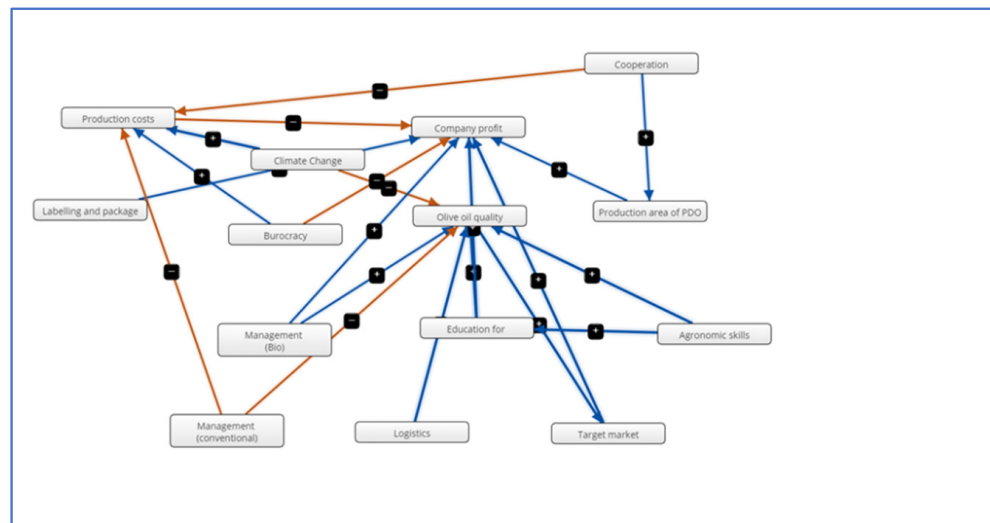 Cooperation
Production costs
Company profit
Climate Change
Labelling and package
Burocracy
Olive oil quality
Production area of PDO
Management
(Bio)
Education for
Agronomic skills
Management
(conventional)
Logistics
Target market